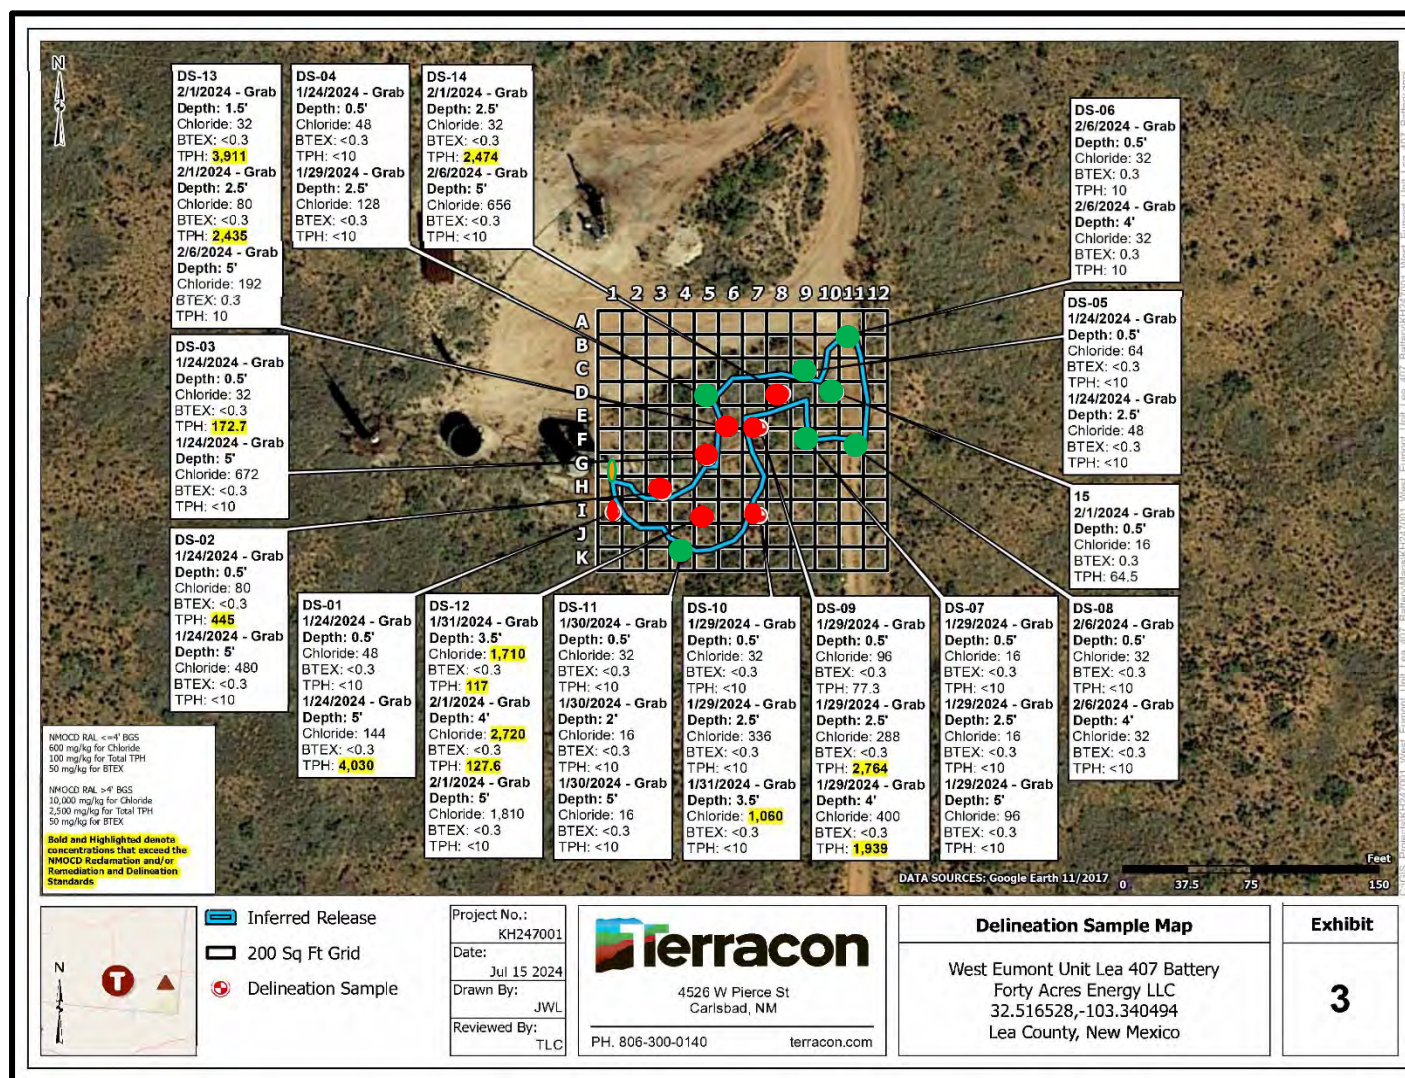 N
DS-13
2/1/2024 - Grab
Depth: 1.5'
Chloride: 32
BTEX: <0.3
TPH: 3,911
2/1/2024 - Grab
Depth: 2.5'
Chloride: 80
BTEX: <0.3
TPH: 2,435
2/6/2024 - Grab
Depth: 5'
Chloride: 192
BTEX: 0.3
TPH: 10
DS-04
1/24/2024 - Grab
Depth: 0.5'
Chloride: 48
BTEX: <0.3
TPH: <10
1/29/2024 - Grab
Depth: 2.5'
Chloride: 128
BTEX: <0.3
TPH: <10
DS-14
2/1/2024 - Grab
Depth: 2.5'
Chloride: 32
BTEX: <0.3
TPH: 2,474
2/6/2024 - Grab
Depth: 5'
Chloride: 656
BTEX: <0.3
TPH: <10
DS-06
2/6/2024 - Grab
Depth: 0.5'
Chloride: 32
BTEX: 0.3
TPH: 10
2/6/2024 - Grab
Depth: 4'
Chloride: 32
BTEX: 0.3
TPH: 10
1 2 3 4 5 6 7 8 9 10 11 12
A
B
C
D
E
F
G
H
I
J
K
DS-03
1/24/2024 - Grab
Depth: 0.5'
Chloride: 32
BTEX: <0.3
TPH: 172.7
1/24/2024 - Grab
Depth: 5'
Chloride: 672
BTEX: <0.3
TPH: <10
DS-05
1/24/2024 - Grab
Depth: 0.5'
Chloride: 64
BTEX: <0.3
TPH: <10
1/24/2024 - Grab
Depth: 2.5'
Chloride: 48
BTEX: <0.3
TPH: <10
15
2/1/2024 - Grab
Depth: 0.5'
Chloride: 16
BTEX: 0.3
TPH: 64.5
DS-02
1/24/2024 - Grab
Depth: 0.5'
Chloride: 80
BTEX: <0.3
TPH: 445
1/24/2024 - Grab
Depth: 5'
Chloride: 480
BTEX: <0.3
TPH: <10
DS-01
1/24/2024 - Grab
Depth: 0.5'
Chloride: 48
BTEX: <0.3
TPH: <10
1/24/2024 - Grab
Depth: 5'
Chloride: 144
BTEX: <0.3
TPH: 4,030
DS-12
1/31/2024 - Grab
Depth: 3.5'
Chloride: 1,710
BTEX: <0.3
TPH: 117
2/1/2024 - Grab
Depth: 4'
Chloride: 2,720
BTEX: <0.3
TPH: 127.6
2/1/2024 - Grab
Depth: 5'
Chloride: 1,810
BTEX: <0.3
TPH: <10
DS-11
1/30/2024 - Grab
Depth: 0.5'
Chloride: 32
BTEX: <0.3
TPH: <10
1/30/2024 - Grab
Depth: 2'
Chloride: 16
BTEX: <0.3
TPH: <10
1/30/2024 - Grab
Depth: 5'
Chloride: 16
BTEX: <0.3
TPH: <10
DS-10
1/29/2024 - Grab
Depth: 0.5'
Chloride: 32
BTEX: <0.3
TPH: <10
1/29/2024 - Grab
Depth: 2.5'
Chloride: 336
BTEX: <0.3
TPH: <10
1/31/2024 - Grab
Depth: 3.5'
Chloride: 1,060
BTEX: <0.3
TPH: <10
DS-09
1/29/2024 - Grab
Depth: 0.5'
Chloride: 96
BTEX: <0.3
TPH: 77.3
1/29/2024 - Grab
Depth: 2.5'
Chloride: 288
BTEX: <0.3
TPH: 2,764
1/29/2024 - Grab
Depth: 4'
Chloride: 400
BTEX: <0.3
TPH: 1,939
DS-07
1/29/2024 - Grab
Depth: 0.5'
Chloride: 16
BTEX: <0.3
TPH: <10
1/29/2024 - Grab
Depth: 2.5'
Chloride: 16
BTEX: <0.3
TPH: <10
1/29/2024 - Grab
Depth: 5'
Chloride: 96
BTEX: <0.3
TPH: <10
DS-08
2/6/2024 - Grab
Depth: 0.5'
Chloride: 32
BTEX: <0.3
TPH: <10
2/6/2024 - Grab
Depth: 4'
Chloride: 32
BTEX: <0.3
TPH: <10
NMOCD RAL <=4' BGS
600 mg/kg for Chloride
100 mg/kg for Total TPH
50 mg/kg for BTEX
NMOCD RAL >4' BGS
10,000 mg/kg for Chloride
2,500 mg/kg for Total TPH
50 mg/kg for BTEX
Bold and Highlighted denote
concentrations that exceed the
NMOCD Reclamation and/or
Remediation and Delineation
Standards
DATA SOURCES: Google Earth 11/2017
Feet
0 37.5 75 150
N
T
Inferred Release
200 Sq Ft Grid
Delineation Sample
Project No.:
KH247001
Date:
Jul 15 2024
Drawn By:
JWL
Reviewed By:
TLC
Terracon
4526 W Pierce St
Carlsbad, NM
PH. 806-300-0140 terracon.com
Delineation Sample Map
West Eumont Unit Lea 407 Battery
Forty Acres Energy LLC
32.516528,-103.340494
Lea County, New Mexico
Exhibit
3